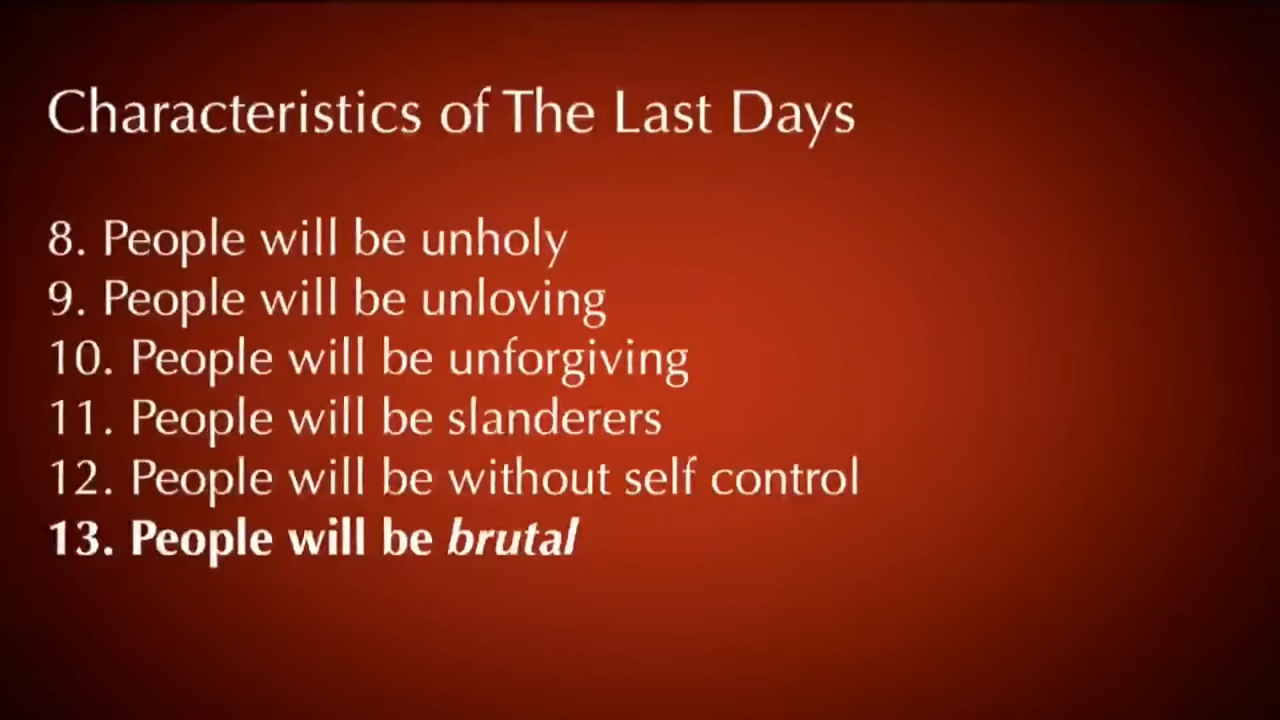 Characteristics of The Last Days
8. People will be unholy
9. People will be unloving
10. People will be unforgiving
11. People will be slanderers
12. People will be without self control
13. People will be brutal